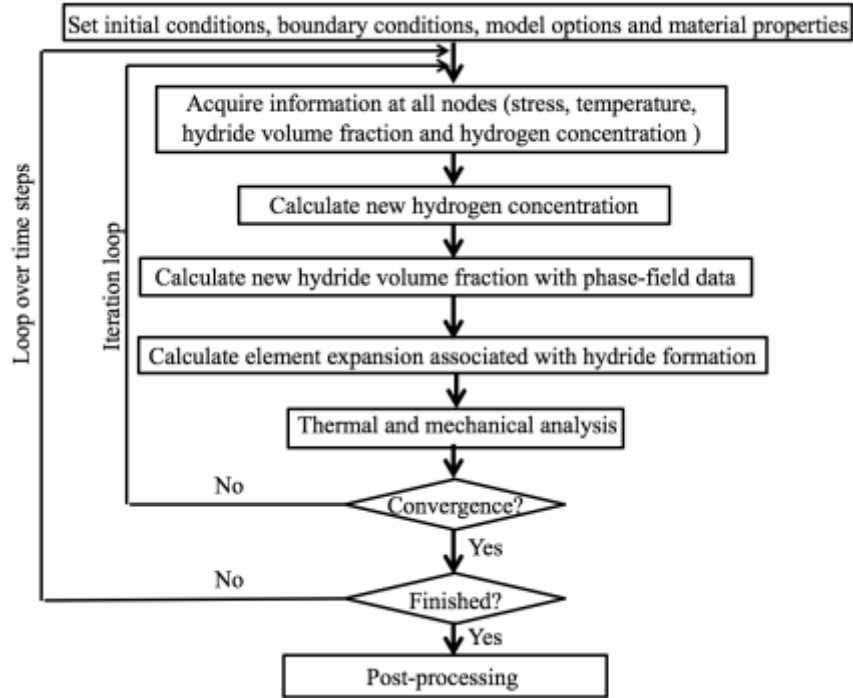 Set initial conditions, boundary conditions, model options and material properties
Acquire information at all nodes (stress, temperature,
hydride volume fraction and hydrogen concentration )
Calculate new hydrogen concentration
Calculate new hydride volume fraction with phase-field data
Calculate element expansion associated with hydride formation
Thermal and mechanical analysis
Loop over time steps
Iteration loop
No
Convergence?
Yes
No
Finished?
Yes
Post-processing